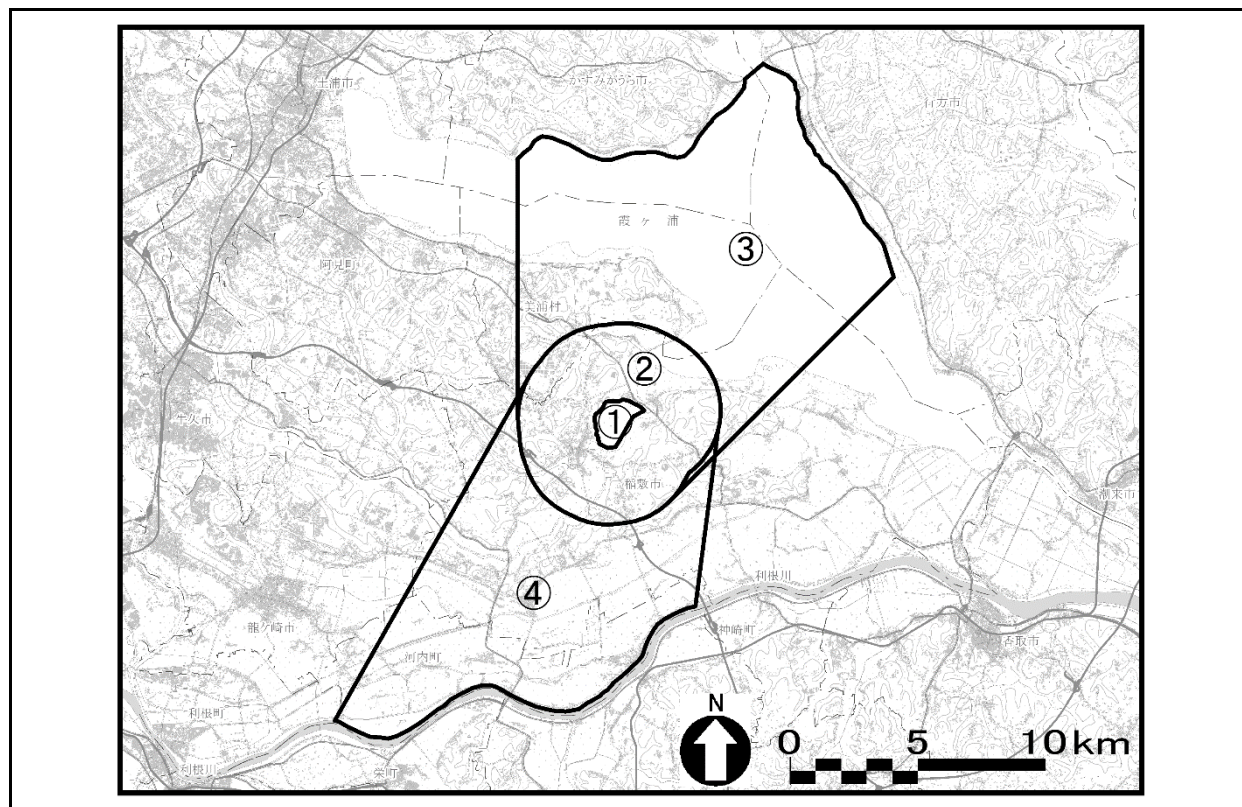 土浦市
かすみがうら市
行方市
霞ヶ浦
③
阿見町
美浦村
②
①
牛久市
稲敷市
潮来市
④
利根川
神崎町
香取市
龍ケ崎市
河内町
利根町
利根川
栄町
N
0 5 10km